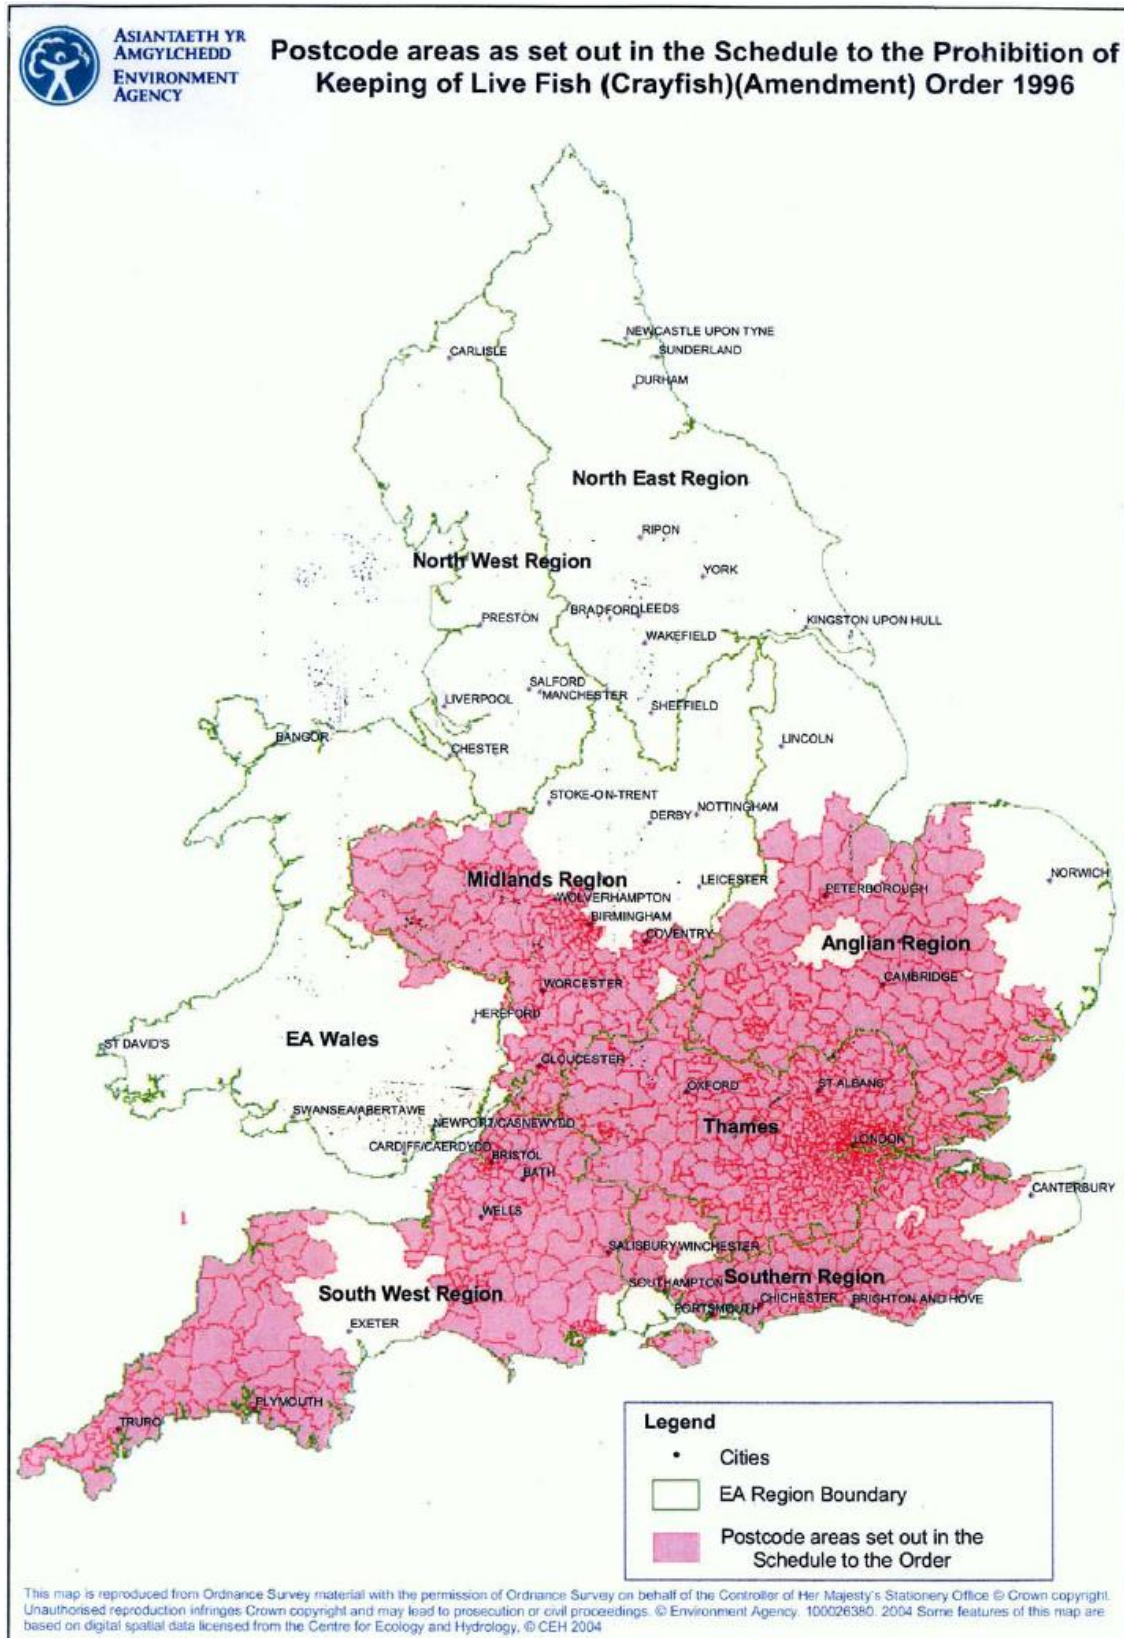 ASIANTAETH YR
AMGYLCHEDD
ENVIRONMENT
AGENCY
Postcode areas as set out in the Schedule to the Prohibition of
Keeping of Live Fish (Crayfish)(Amendment) Order 1996
NEWCASTLE UPON TYNE
CARLISLE
SUNDERLAND
DURHAM
North East Region
RIPON
North West Region
YORK
PRESTON
BRADFORD
LEEDS
KINGSTON UPON HULL
WAKEFIELD
SALFORD
MANCHESTER
LIVERPOOL
SHEFFIELD
BANGOR
CHESTER
LINCOLN
STOKE-ON-TRENT
DERBY
NOTTINGHAM
Midlands Region
LEICESTER
PETERBOROUGH
NORWICH
WOLVERHAMPTON
BIRMINGHAM
COVENTRY
Anglian Region
CAMBRIDGE
WORCESTER
HEREFORD
EA Wales
ST DAVID'S
GLOUCESTER
OXFORD
ST ALBANS
SWANSEA/ABERTAWE
NEWPORT/CASNEWYDD
Thames
LONDON
CARDIFF/CAERDYDD
BRISTOL
BATH
CANTERBURY
WELLS
SALISBURY
WINCHESTER
SOUTHAMPTON
Southern Region
South West Region
PORTSMOUTH
CHICHESTER
BRIGHTON AND HOVE
EXETER
PLYMOUTH
TRURO
Legend
Cities
EA Region Boundary
Postcode areas set out in the
Schedule to the Order
This map is reproduced from Ordnance Survey material with the permission of Ordnance Survey on behalf of the Controller of Her Majesty's Stationery Office © Crown copyright.
Unauthorised reproduction infringes Crown copyright and may lead to prosecution or civil proceedings. © Environment Agency. 100026380. 2004 Some features of this map are
based on digital spatial data licensed from the Centre for Ecology and Hydrology, © CEH 2004